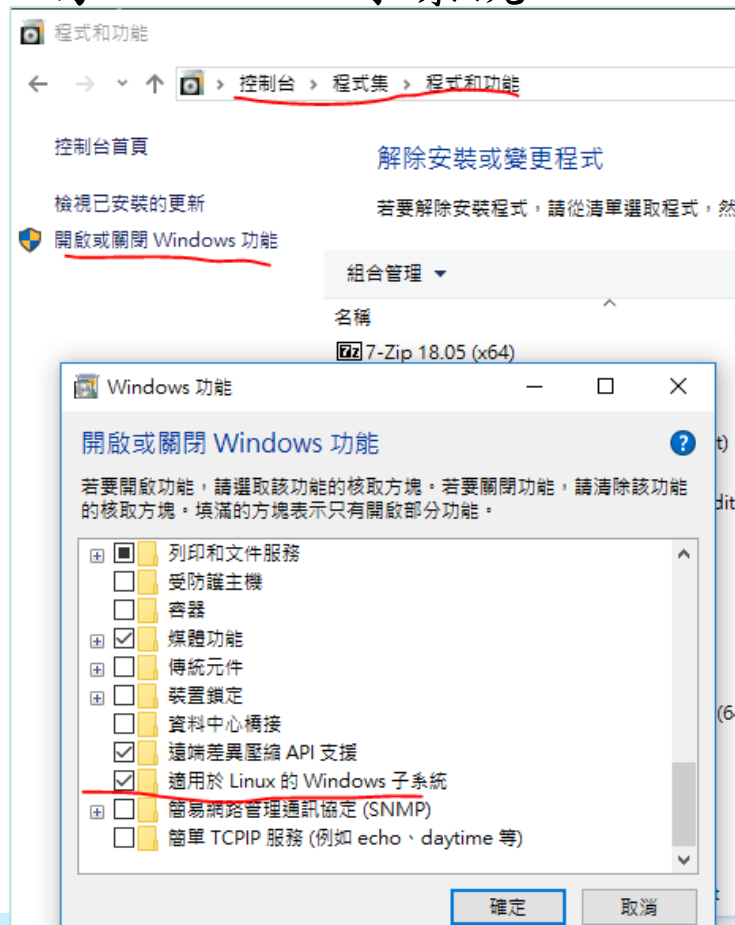 程式和功能
控制台 › 程式集 › 程式和功能
控制台首頁
解除安裝或變更程式
檢視已安裝的更新
若要解除安裝程式，請從清單選取程式，然
開啟或關閉 Windows 功能
組合管理
名稱
7z 7-Zip 18.05 (x64)
Windows 功能
開啟或關閉 Windows 功能
t)
若要開啟功能，請選取該功能的核取方塊。若要關閉功能，請清除該功能
的核取方塊。填滿的方塊表示只有開啟部分功能。
dit
列印和文件服務
受防護主機
容器
媒體功能
傳統元件
裝置鎖定
資料中心橋接
(64
遠端差異壓縮 API 支援
適用於 Linux 的 Windows 子系統
簡易網路管理通訊協定 (SNMP)
簡單 TCPIP 服務 (例如 echo、daytime 等)
確定
取消